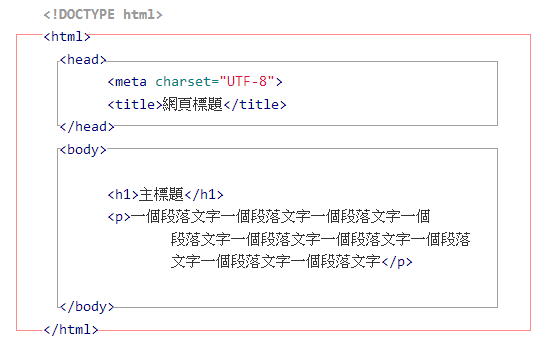 <!DOCTYPE html>
<html>
<head>
<meta charset="UTF-8">
<title>網頁標題</title>
</head>
<body>
<h1>主標題</h1>
<p>一個段落文字一個段落文字一個段落文字一個
段落文字一個段落文字一個段落文字一個段落
文字一個段落文字一個段落文字</p>
</body>
</html>